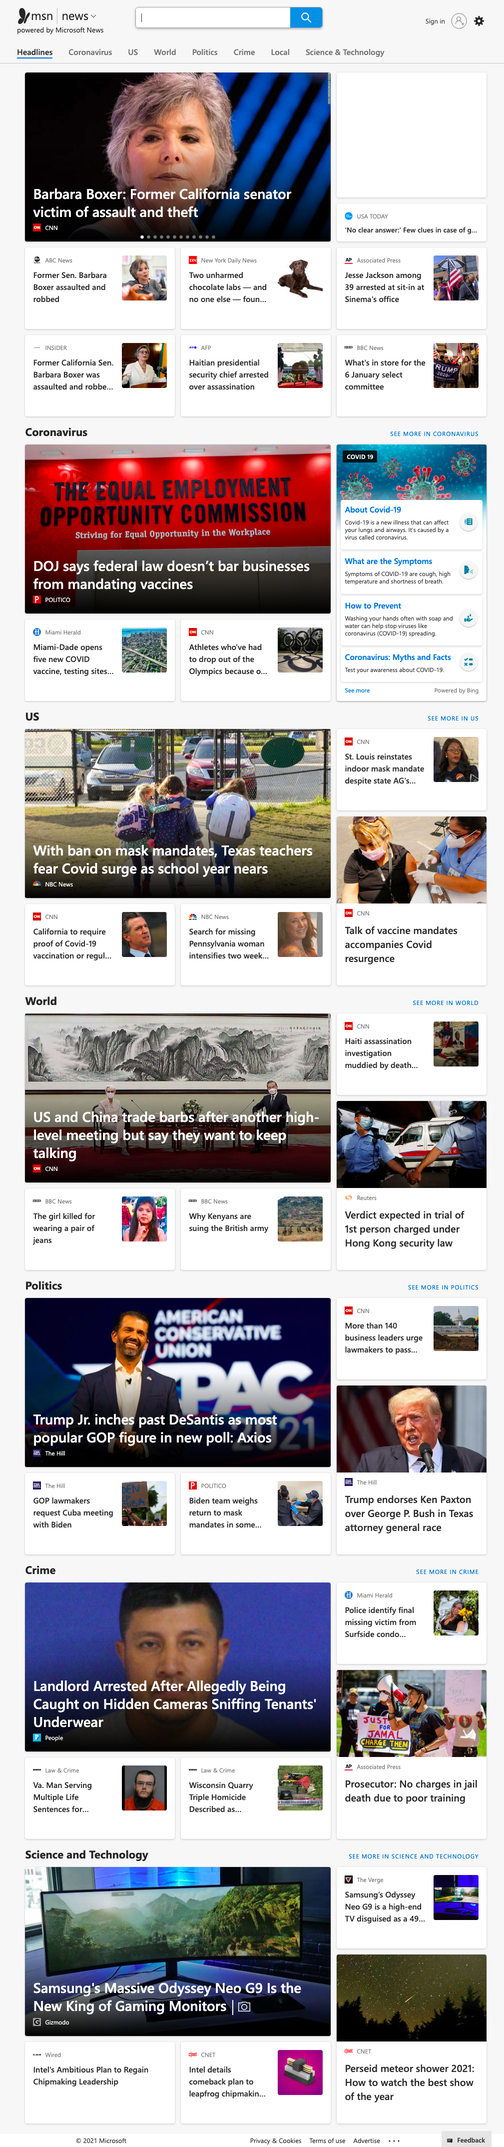 msn | news
powered by Microsoft News
Sign in
Headlines
Coronavirus
US
World
Politics
Crime
Local
Science & Technology
Barbara Boxer: Former California senator
victim of assault and theft
CNN
USA TODAY
'No clear answer:' Few clues in case of g...
ABC News
Former Sen. Barbara
Boxer assaulted and
robbed
New York Daily News
Two unharmed
chocolate labs — and
no one else — foun...
Associated Press
Jesse Jackson among
39 arrested at sit-in at
Sinema's office
INSIDER
Former California Sen.
Barbara Boxer was
assaulted and robbe...
AFP
Haitian presidential
security chief arrested
over assassination
BBC News
What's in store for the
6 January select
committee
TRUMP
Coronavirus
SEE MORE IN CORONAVIRUS
THE EQUAL EMPLOYMENT
OPPORTUNITY COMMISSION
Striving for Equal Opportunity in the Workplace
DOJ says federal law doesn't bar businesses
from mandating vaccines
POLITICO
COVID 19
About Covid-19
Covid-19 is a new illness that can affect
your lungs and airways. It's caused by a
virus called coronavirus.
What are the Symptoms
Symptoms of COVID-19 are cough, high
temperature and shortness of breath.
How to Prevent
Washing your hands often with soap and
water can help stop viruses like
coronavirus (COVID-19) spreading.
Coronavirus: Myths and Facts
Test your awareness about COVID-19.
See more
Powered by Bing
Miami Herald
Miami-Dade opens
five new COVID
vaccine, testing sites...
CNN
Athletes who've had
to drop out of the
Olympics because o...
US
SEE MORE IN US
With ban on mask mandates, Texas teachers
fear Covid surge as school year nears
NBC News
CNN
St. Louis reinstates
indoor mask mandate
despite state AG's...
CNN
Talk of vaccine mandates
accompanies Covid
resurgence
CNN
California to require
proof of Covid-19
vaccination or regul...
NBC News
Search for missing
Pennsylvania woman
intensifies two week...
World
SEE MORE IN WORLD
US and China trade barbs after another high-
level meeting but say they want to keep
talking
CNN
CNN
Haiti assassination
investigation
muddied by death...
Reuters
Verdict expected in trial of
1st person charged under
Hong Kong security law
BBC News
The girl killed for
wearing a pair of
jeans
BBC News
Why Kenyans are
suing the British army
Politics
SEE MORE IN POLITICS
AMERICAN
CONSERVATIVE
UNION
PAC
2021
Trump Jr. inches past DeSantis as most
popular GOP figure in new poll: Axios
The Hill
CNN
More than 140
business leaders urge
lawmakers to pass...
The Hill
Trump endorses Ken Paxton
over George P. Bush in Texas
attorney general race
The Hill
GOP lawmakers
request Cuba meeting
with Biden
POLITICO
Biden team weighs
return to mask
mandates in some...
Crime
SEE MORE IN CRIME
Landlord Arrested After Allegedly Being
Caught on Hidden Cameras Sniffing Tenants'
Underwear
People
Miami Herald
Police identify final
missing victim from
Surfside condo...
JUST
FOR
JAMAL
CHARGE THEM
Associated Press
Prosecutor: No charges in jail
death due to poor training
Law & Crime
Va. Man Serving
Multiple Life
Sentences for...
Law & Crime
Wisconsin Quarry
Triple Homicide
Described as...
Science and Technology
SEE MORE IN SCIENCE AND TECHNOLOGY
Samsung's Massive Odyssey Neo G9 Is the
New King of Gaming Monitors |
Gizmodo
The Verge
Samsung's Odyssey
Neo G9 is a high-end
TV disguised as a 49...
CNET
Perseid meteor shower 2021:
How to watch the best show
of the year
Wired
Intel's Ambitious Plan to Regain
Chipmaking Leadership
CNET
Intel details
comeback plan to
leapfrog chipmakin...
© 2021 Microsoft
Privacy & Cookies
Terms of use
Advertise
...
Feedback